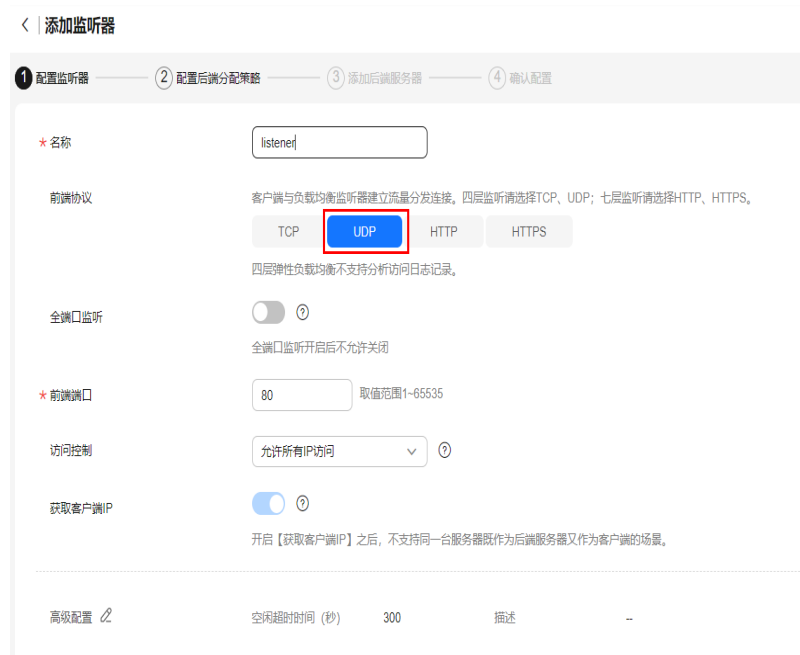 添加监听器
1 配置监听器 2 配置后端分配策略 3 添加后端服务器 4 确认配置
* 名称 listener
前端协议 客户端与负载均衡监听器建立流量分发连接。四层监听请选择TCP、UDP；七层监听请选择HTTP、HTTPS。
TCP UDP HTTP HTTPS
四层弹性负载均衡不支持分析访问日志记录。
全端口监听 ?
全端口监听开启后不允许关闭
* 前端端口 80 取值范围1~65535
访问控制 允许所有IP访问 ?
获取客户端IP ?
开启【获取客户端IP】之后，不支持同一台服务器既作为后端服务器又作为客户端的场景。
高级配置 空闲超时时间（秒） 300 描述 --